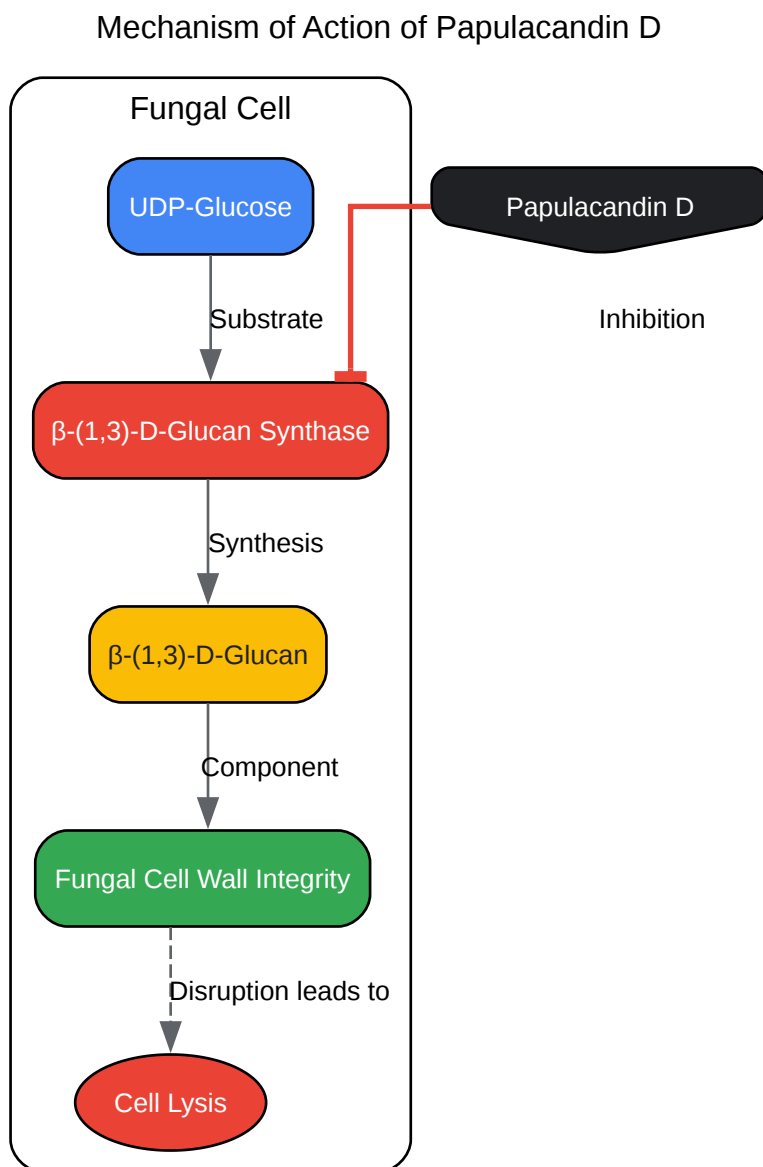 Mechanism of Action of Papulacandin D
Fungal Cell
UDP-Glucose
Papulacandin D
Substrate
Inhibition
β-(1,3)-D-Glucan Synthase
Synthesis
β-(1,3)-D-Glucan
Component
Fungal Cell Wall Integrity
Disruption leads to
Cell Lysis